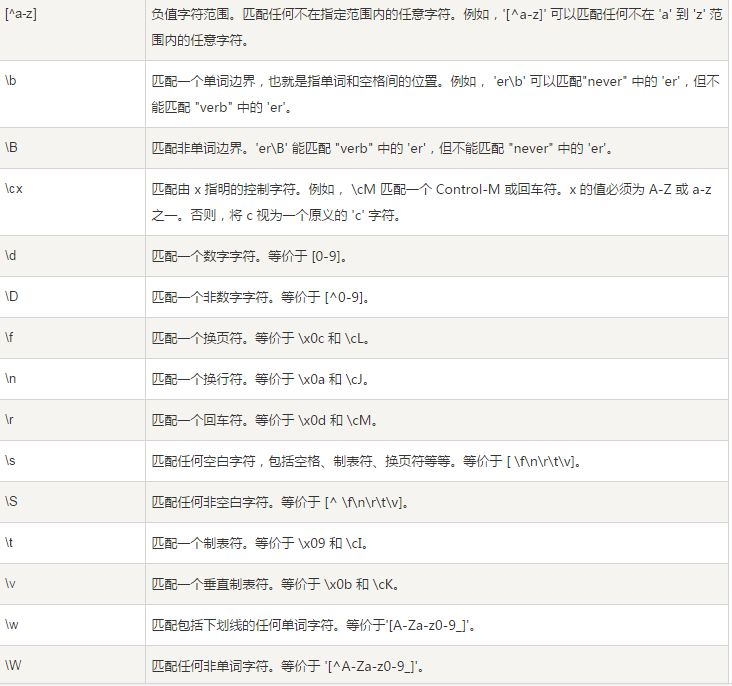 [^a-z]
负值字符范围。匹配任何不在指定范围内的任意字符。例如，'[^a-z]' 可以匹配任何不在 'a' 到 'z' 范
围内的任意字符。
\b
匹配一个单词边界，也就是指单词和空格间的位置。例如， 'er\b' 可以匹配"never" 中的 'er'，但不
能匹配 "verb" 中的 'er'。
\B
匹配非单词边界。'er\B' 能匹配 "verb" 中的 'er'，但不能匹配 "never" 中的 'er'。
\cx
匹配由 x 指明的控制字符。例如， \cM 匹配一个 Control-M 或回车符。x 的值必须为 A-Z 或 a-z
之一。否则，将 c 视为一个原义的 'c' 字符。
\d
匹配一个数字字符。等价于 [0-9]。
\D
匹配一个非数字字符。等价于 [^0-9]。
\f
匹配一个换页符。等价于 \x0c 和 \cL。
\n
匹配一个换行符。等价于 \x0a 和 \cJ。
\r
匹配一个回车符。等价于 \x0d 和 \cM。
\s
匹配任何空白字符，包括空格、制表符、换页符等等。等价于 [ \f\n\r\t\v]。
\S
匹配任何非空白字符。等价于 [^ \f\n\r\t\v]。
\t
匹配一个制表符。等价于 \x09 和 \cI。
\v
匹配一个垂直制表符。等价于 \x0b 和 \cK。
\w
匹配包括下划线的任何单词字符。等价于'[A-Za-z0-9_]'。
\W
匹配任何非单词字符。等价于 '[^A-Za-z0-9_]'。